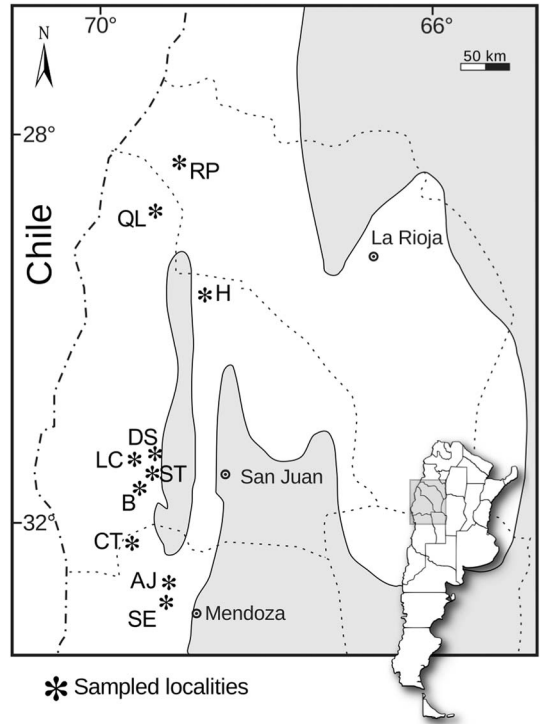 70°
66°
N
50 km
28°
RP
QL
Chile
La Rioja
H
DS
LC
ST
San Juan
B
32°
CT
AJ
Mendoza
SE
Sampled localities